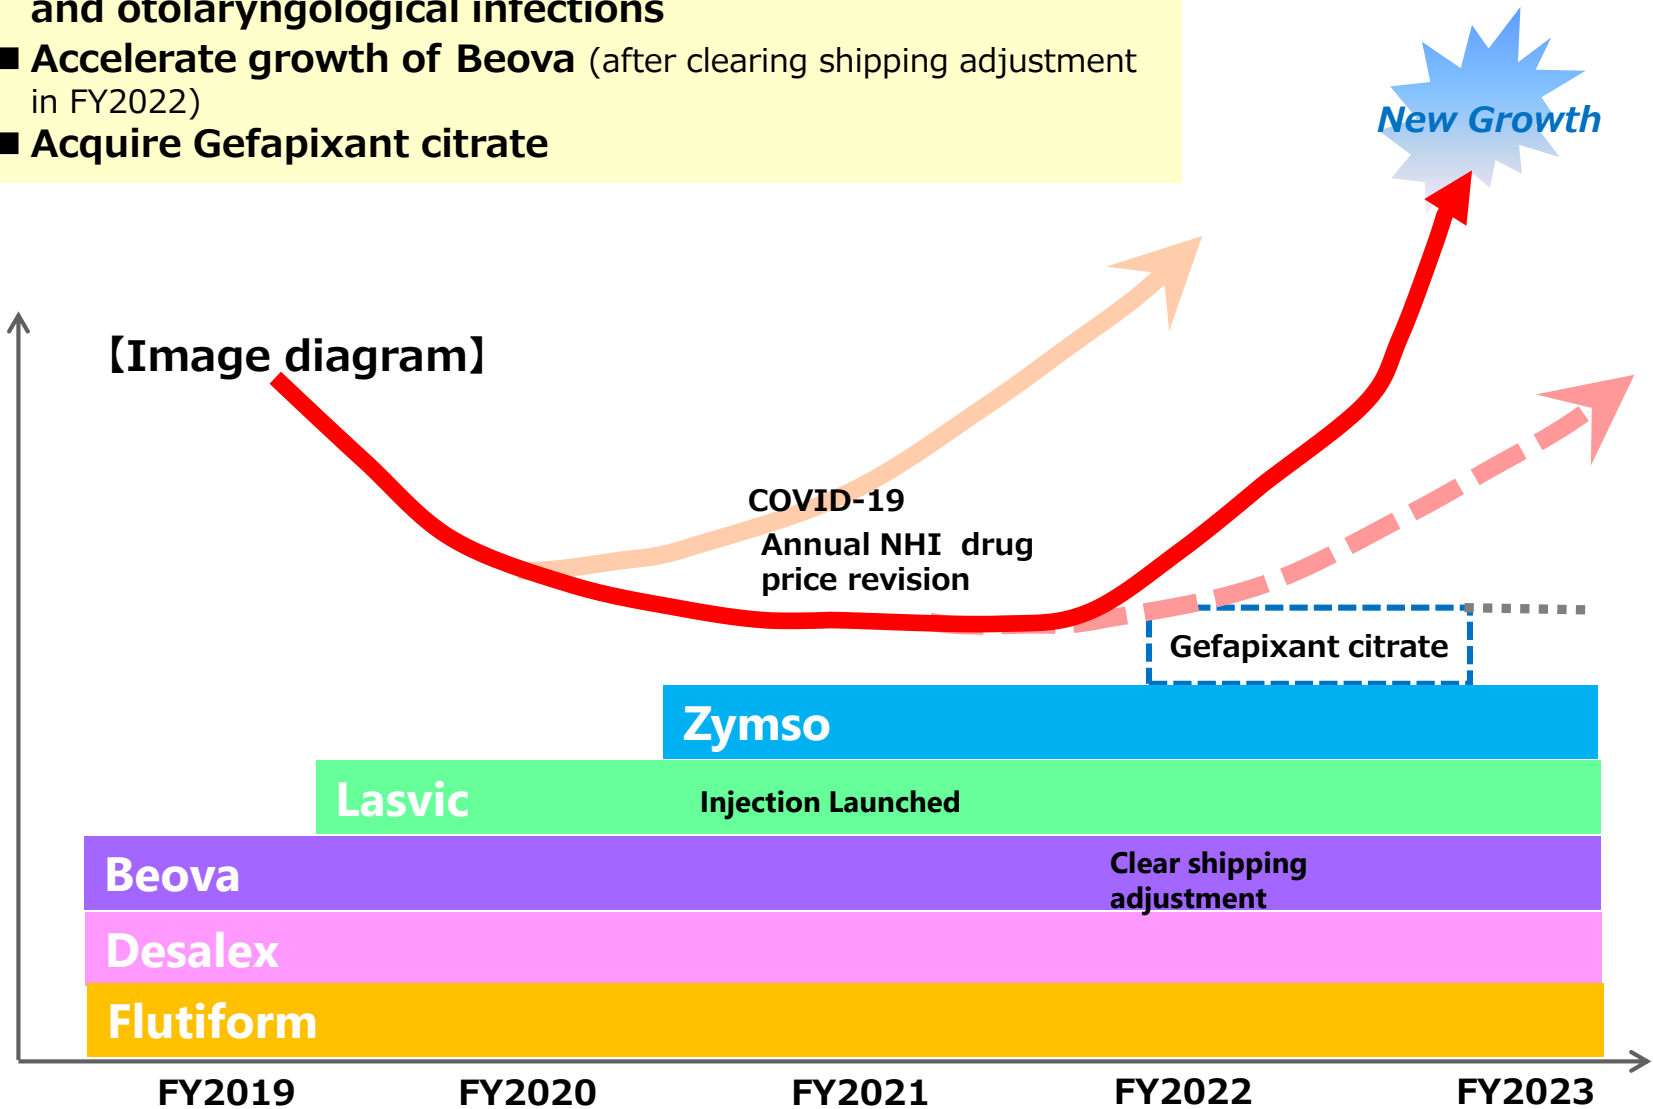 and otolaryngological infections
■ Accelerate growth of Beova (after clearing shipping adjustment
in FY2022)
■ Acquire Gefapixant citrate
New Growth
【Image diagram】
COVID-19
Annual NHI drug
price revision
Gefapixant citrate
Zymso
Lasvic
Injection Launched
Beova
Clear shipping
adjustment
Desalex
Flutiform
FY2019 FY2020 FY2021 FY2022 FY2023